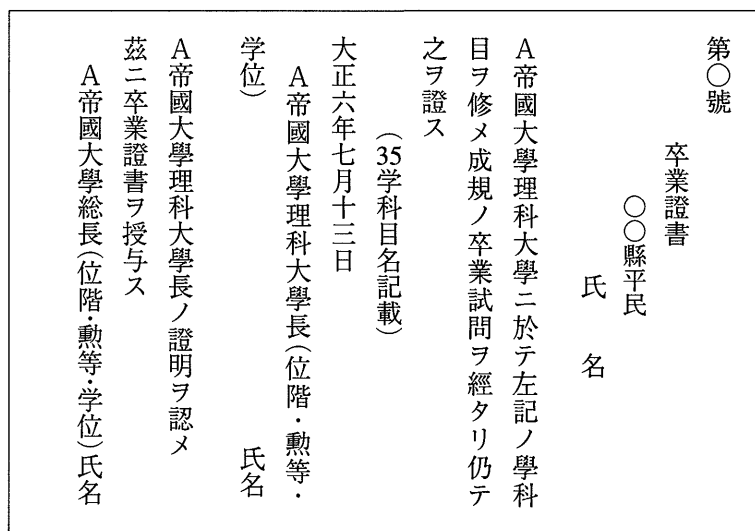 第○號
卒業證書
○○縣平民
氏 名
A帝國大學理科大學ニ於テ左記ノ學科
目ヲ修メ成規ノ卒業試問ヲ經タリ仍テ
之ヲ證ス
(35学科目名記載)
大正六年七月十三日
A帝國大學理科大學長(位階・勲等・
学位) 氏名
A帝國大學理科大學長ノ證明ヲ認メ
茲ニ卒業證書ヲ授与ス
A帝國大學総長(位階・勲等・学位)氏名